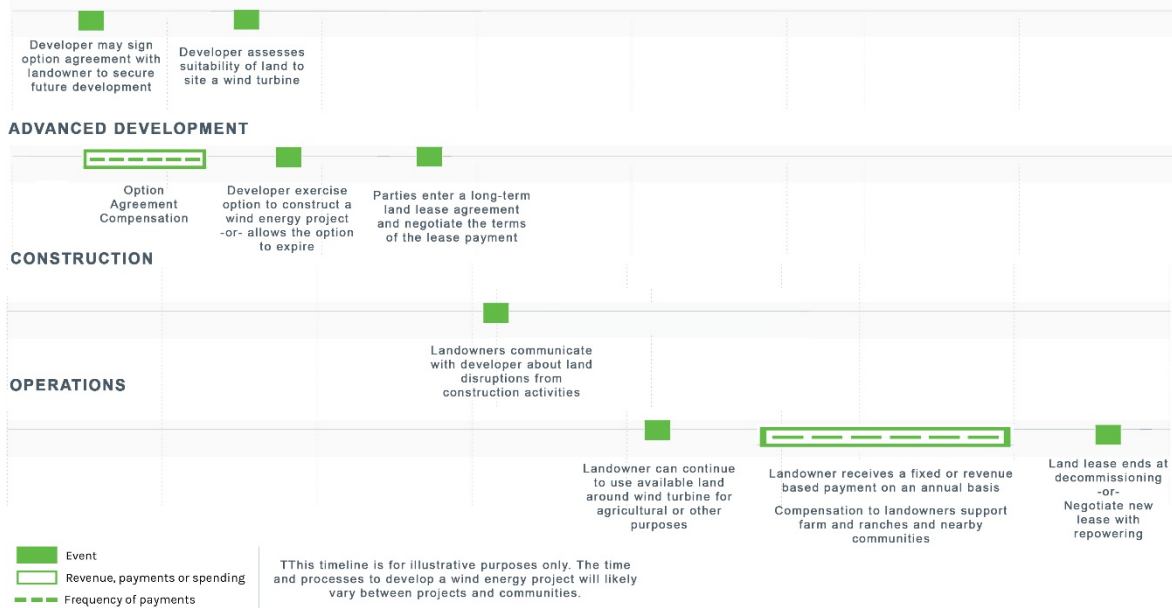 Developer may sign
option agreement with
landowner to secure
future development
Developer assesses
suitability of land to
site a wind turbine
ADVANCED DEVELOPMENT
Option
Agreement
Compensation
Developer exercise
option to construct a
wind energy project
-or- allows the option
to expire
Parties enter a long-term
land lease agreement
and negotiate the terms
of the lease payment
CONSTRUCTION
Landowners communicate
with developer about land
disruptions from
construction activities
OPERATIONS
Landowner can continue
to use available land
around wind turbine for
agricultural or other
purposes
Landowner receives a fixed or revenue
based payment on an annual basis
Compensation to landowners support
farm and ranches and nearby
communities
Land lease ends at
decommissioning
-or-
Negotiate new
lease with
repowering
Event
Revenue, payments or spending
Frequency of payments
TThis timeline is for illustrative purposes only. The time
and processes to develop a wind energy project will likely
vary between projects and communities.